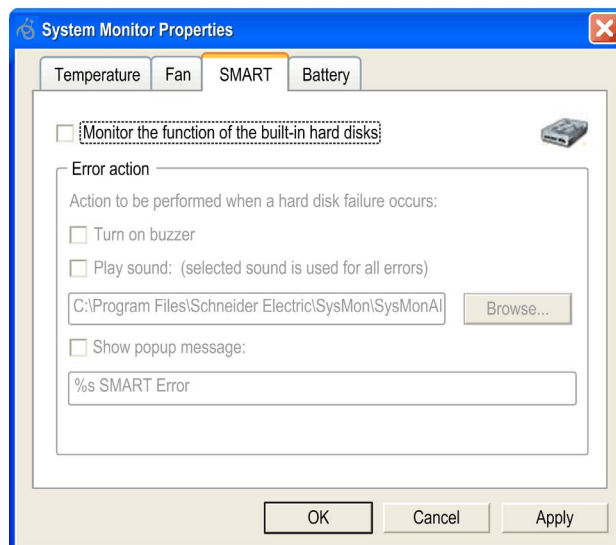 System Monitor Properties
Temperature Fan SMART Battery
Monitor the function of the built-in hard disks
Error action
Action to be performed when a hard disk failure occurs:
Turn on buzzer
Play sound: (selected sound is used for all errors)
C:\Program Files\Schneider Electric\SysMon\SysMonAl Browse...
Show popup message:
%s SMART Error
OK Cancel Apply